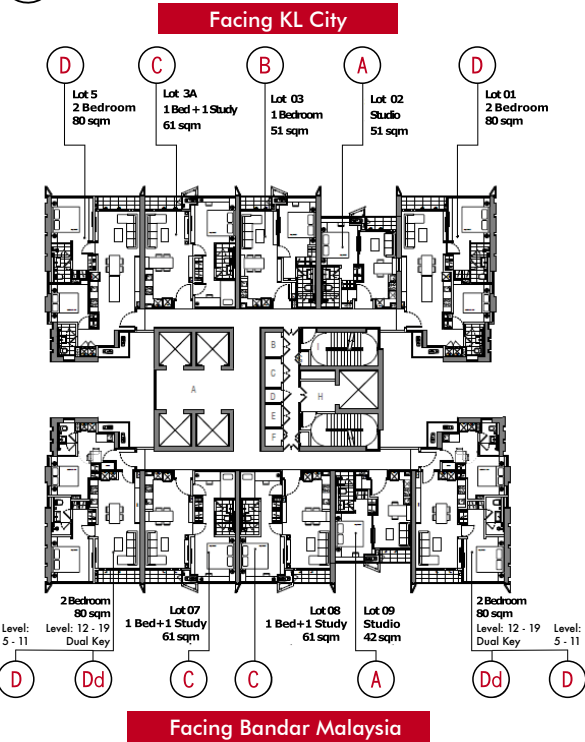 Facing KL City
D
C
B
A
D
Lot 5
2 Bedroom
80 sqm
Lot 3A
1 Bed + 1 Study
61 sqm
Lot 03
1 Bedroom
51 sqm
Lot 02
Studio
51 sqm
Lot 01
2 Bedroom
80 sqm
B
C
D
E
F
A
G
I
H
2 Bedroom
80 sqm
Level: 12 - 19
Dual Key
Level:
5 - 11
Lot 07
1 Bed+1 Study
61 sqm
Lot 08
1 Bed+1 Study
61 sqm
Lot 09
Studio
42 sqm
2 Bedroom
80 sqm
Level: 12 - 19
Dual Key
Level:
5 - 11
D
Dd
C
C
A
Dd
D
Facing Bandar Malaysia